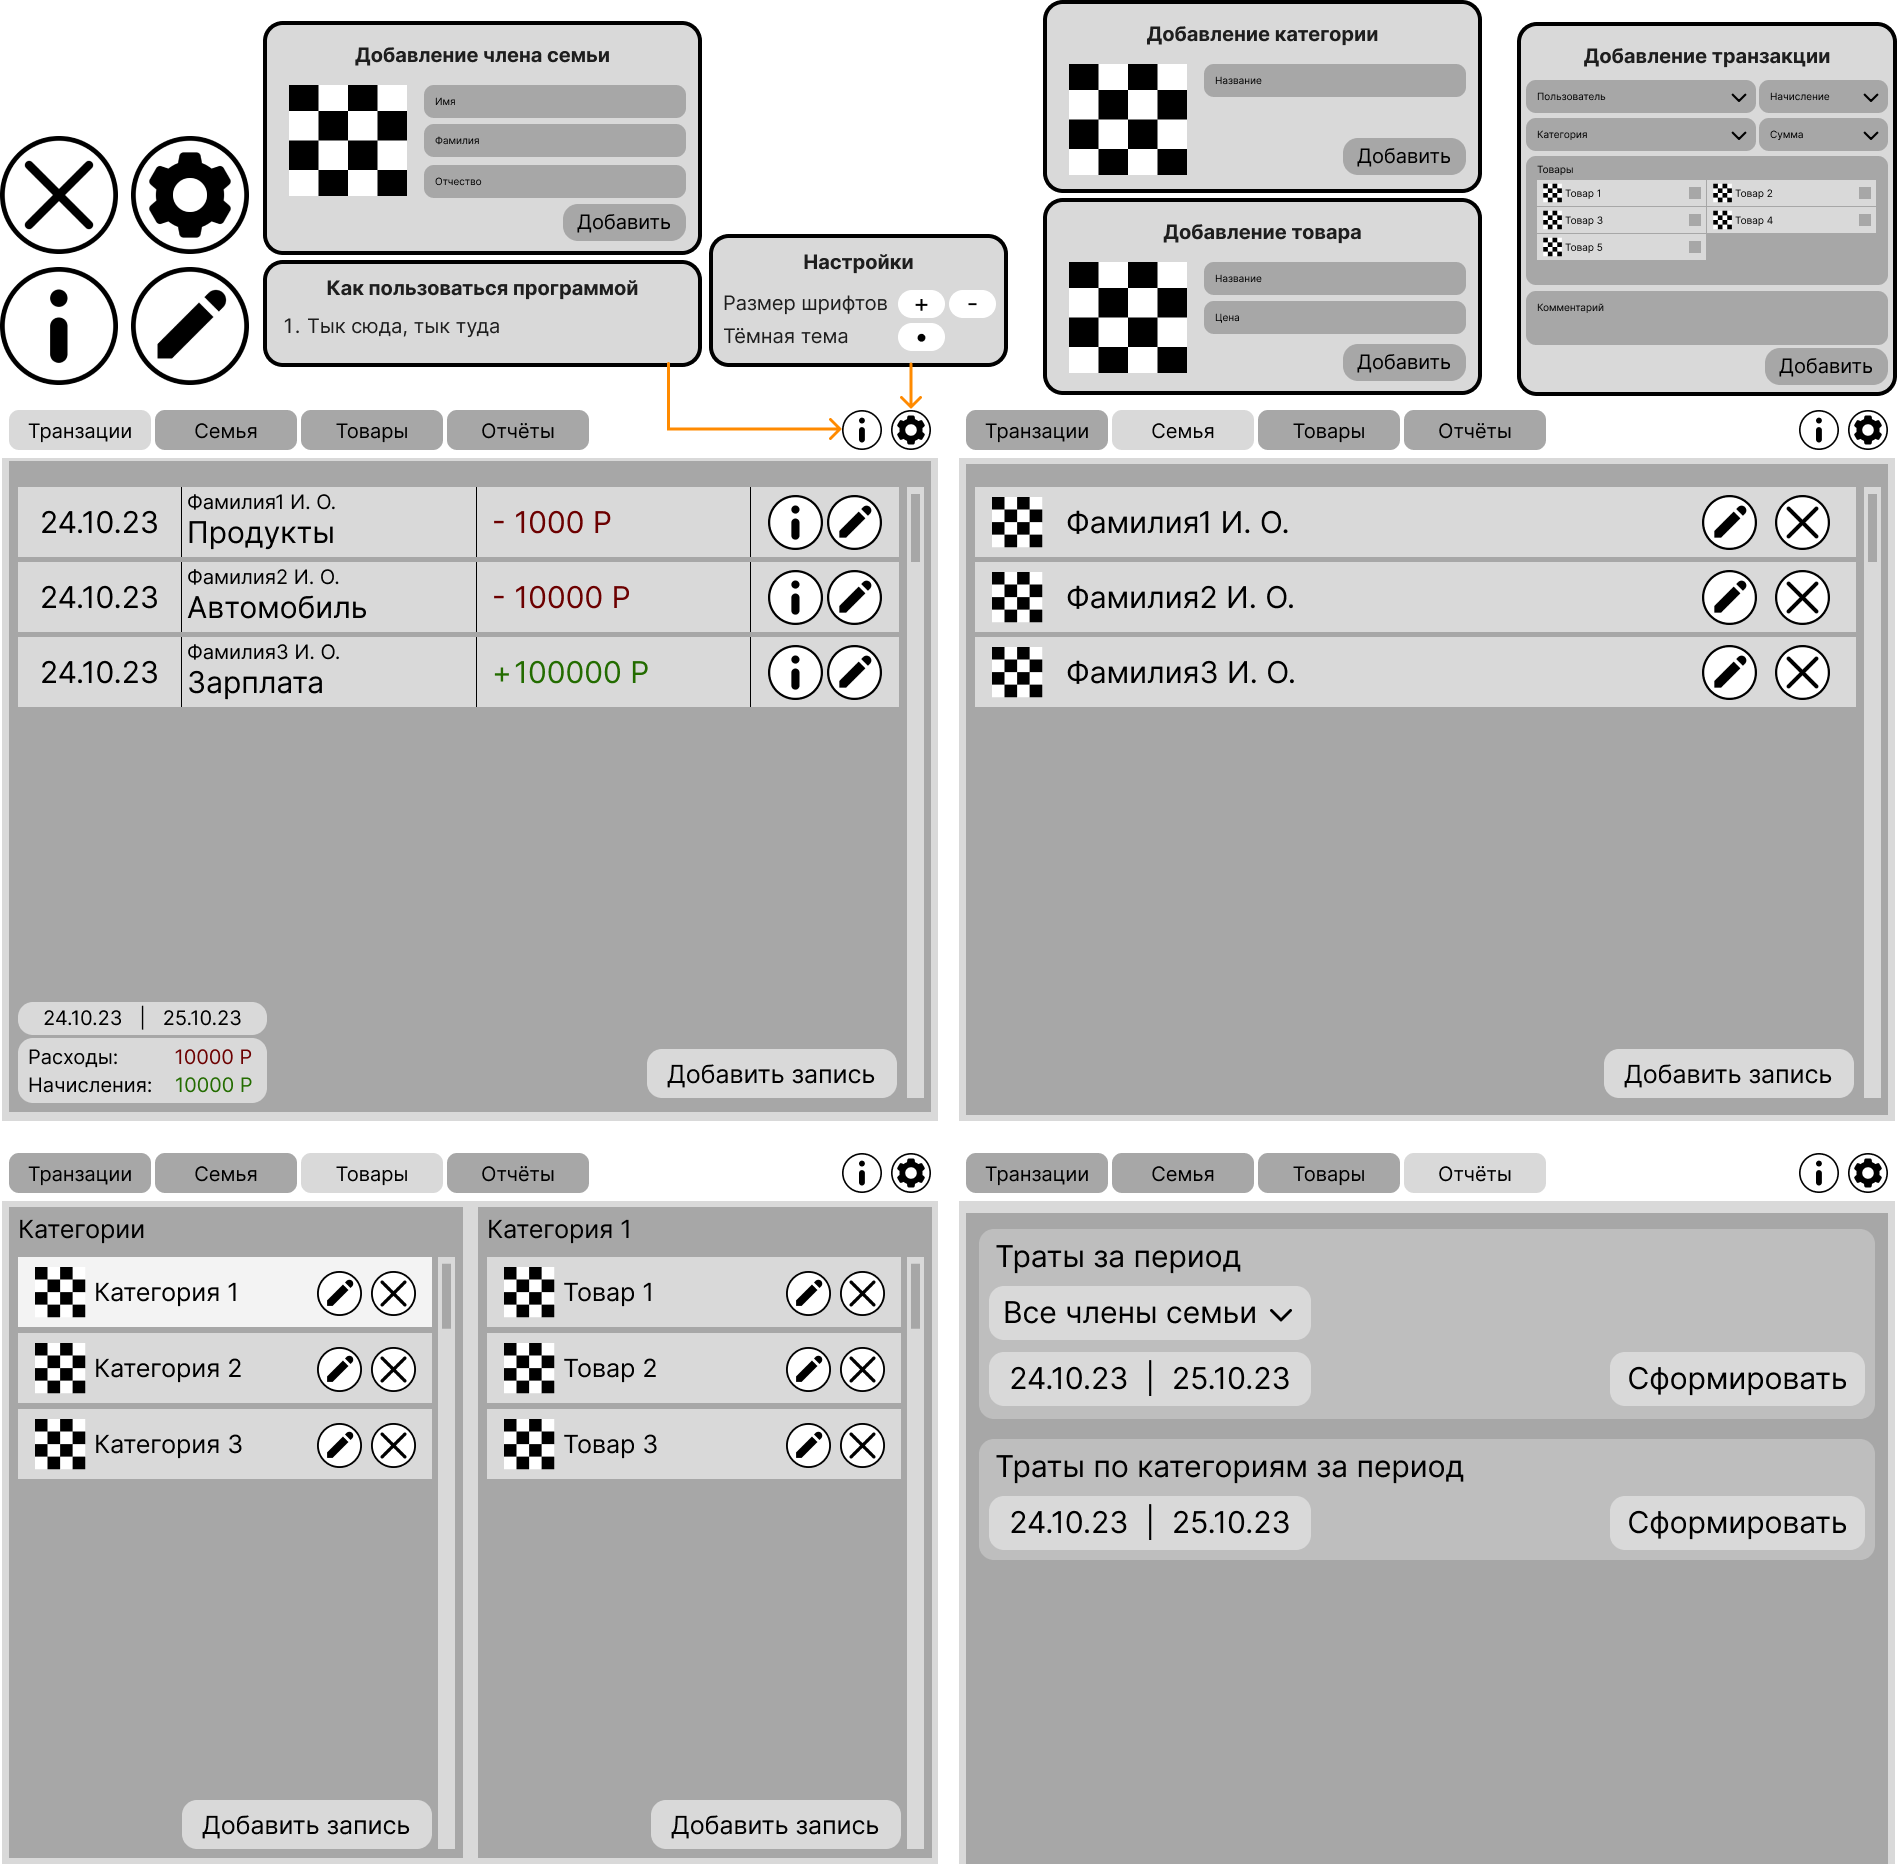 Добавление члена семьи
Имя
Фамилия
Отчество
Добавить
Как пользоваться программой
1. Тык сюда, тык туда
Настройки
Размер шрифтов + -
Тёмная тема
Добавление категории
Название
Добавить
Добавление товара
Название
Цена
Добавить
Добавление транзакции
Пользователь Начисление
Категория Сумма
Товары
Товар 1 Товар 2
Товар 3 Товар 4
Товар 5
Комментарий
Добавить
Транзации Семья Товары Отчёты
24.10.23 Фамилия1 И. О. Продукты - 1000 Р
24.10.23 Фамилия2 И. О. Автомобиль - 10000 Р
24.10.23 Фамилия3 И. О. Зарплата +100000 Р
24.10.23 | 25.10.23
Расходы: 10000 Р
Начисления: 10000 Р
Добавить запись
Транзации Семья Товары Отчёты
Фамилия1 И. О.
Фамилия2 И. О.
Фамилия3 И. О.
Добавить запись
Транзации Семья Товары Отчёты
Категории
Категория 1
Категория 2
Категория 3
Добавить запись
Категория 1
Товар 1
Товар 2
Товар 3
Добавить запись
Транзации Семья Товары Отчёты
Траты за период
Все члены семьи
24.10.23 | 25.10.23 Сформировать
Траты по категориям за период
24.10.23 | 25.10.23 Сформировать